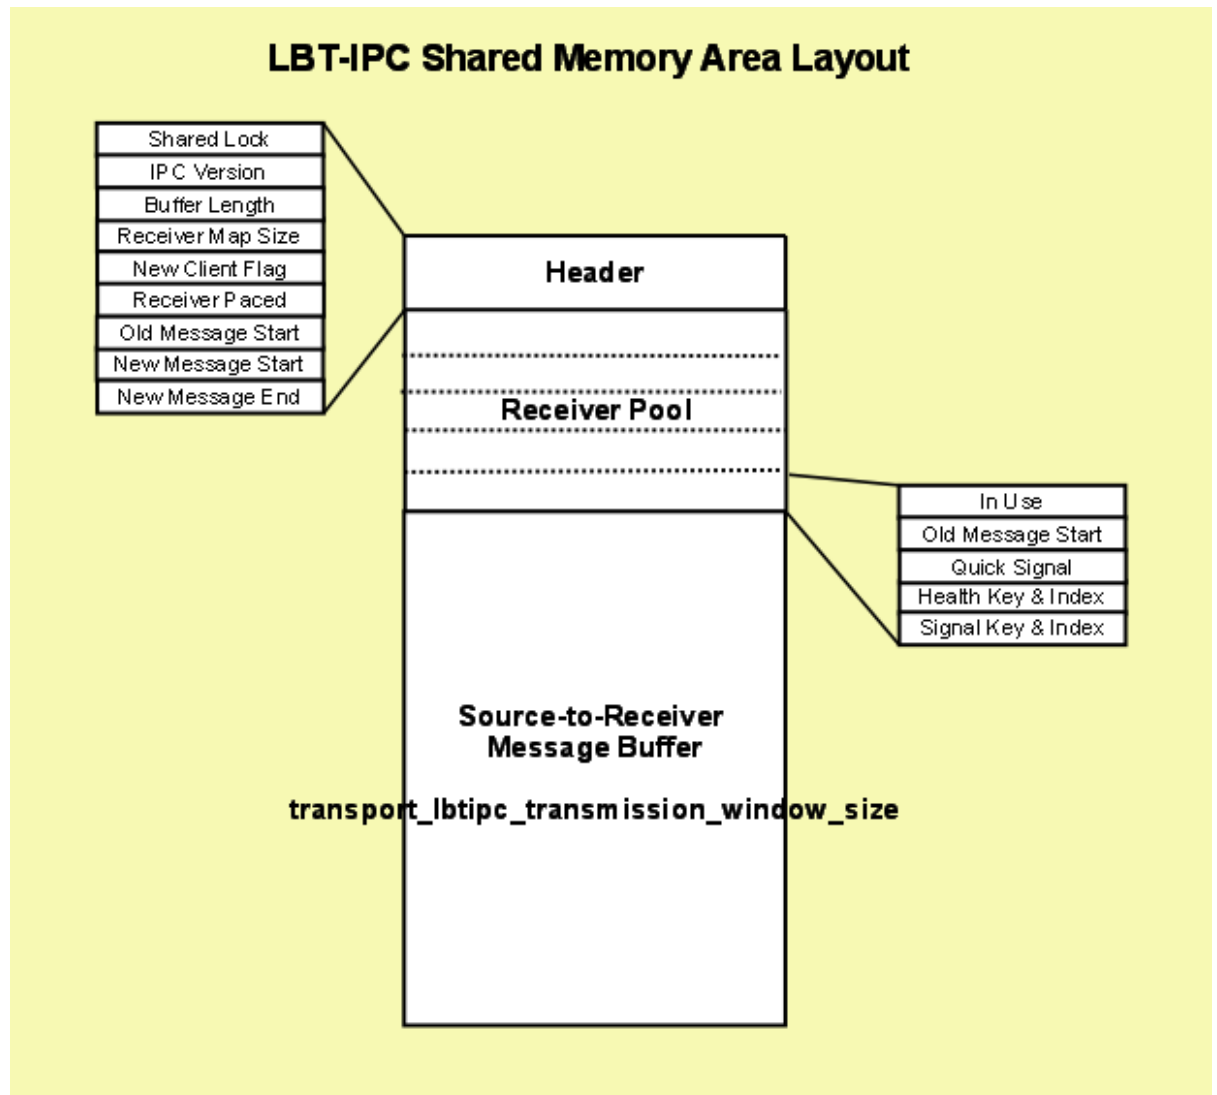 LBT-IPC Shared Memory Area Layout
Shared Lock
IPC Version
Buffer Length
Receiver Map Size
New Client Flag
Receiver Paced
Old Message Start
New Message Start
New Message End
Header
Receiver Pool
In Use
Old Message Start
Quick Signal
Health Key & Index
Signal Key & Index
Source-to-Receiver
Message Buffer
transport_lbtipc_transmission_window_size